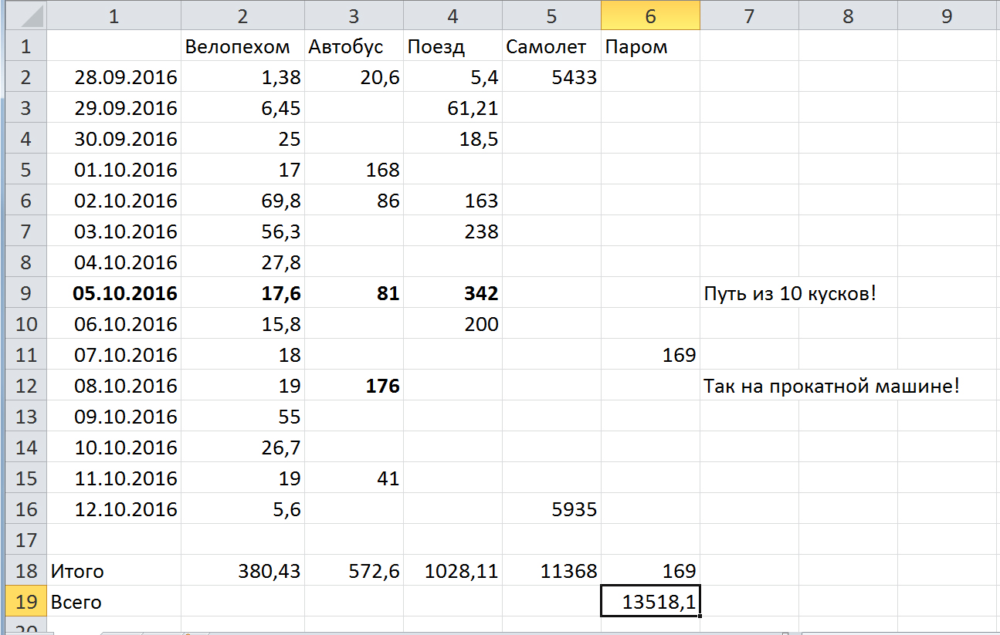 1 2 3 4 5 6 7 8 9
1 Велопехом Автобус Поезд Самолет Паром
2 28.09.2016 1,38 20,6 5,4 5433
3 29.09.2016 6,45 61,21
4 30.09.2016 25 18,5
5 01.10.2016 17 168
6 02.10.2016 69,8 86 163
7 03.10.2016 56,3 238
8 04.10.2016 27,8
9 05.10.2016 17,6 81 342 Путь из 10 кусков!
10 06.10.2016 15,8 200
11 07.10.2016 18 169
12 08.10.2016 19 176 Так на прокатной машине!
13 09.10.2016 55
14 10.10.2016 26,7
15 11.10.2016 19 41
16 12.10.2016 5,6 5935
17
18 Итого 380,43 572,6 1028,11 11368 169
19 Всего 13518,1
20